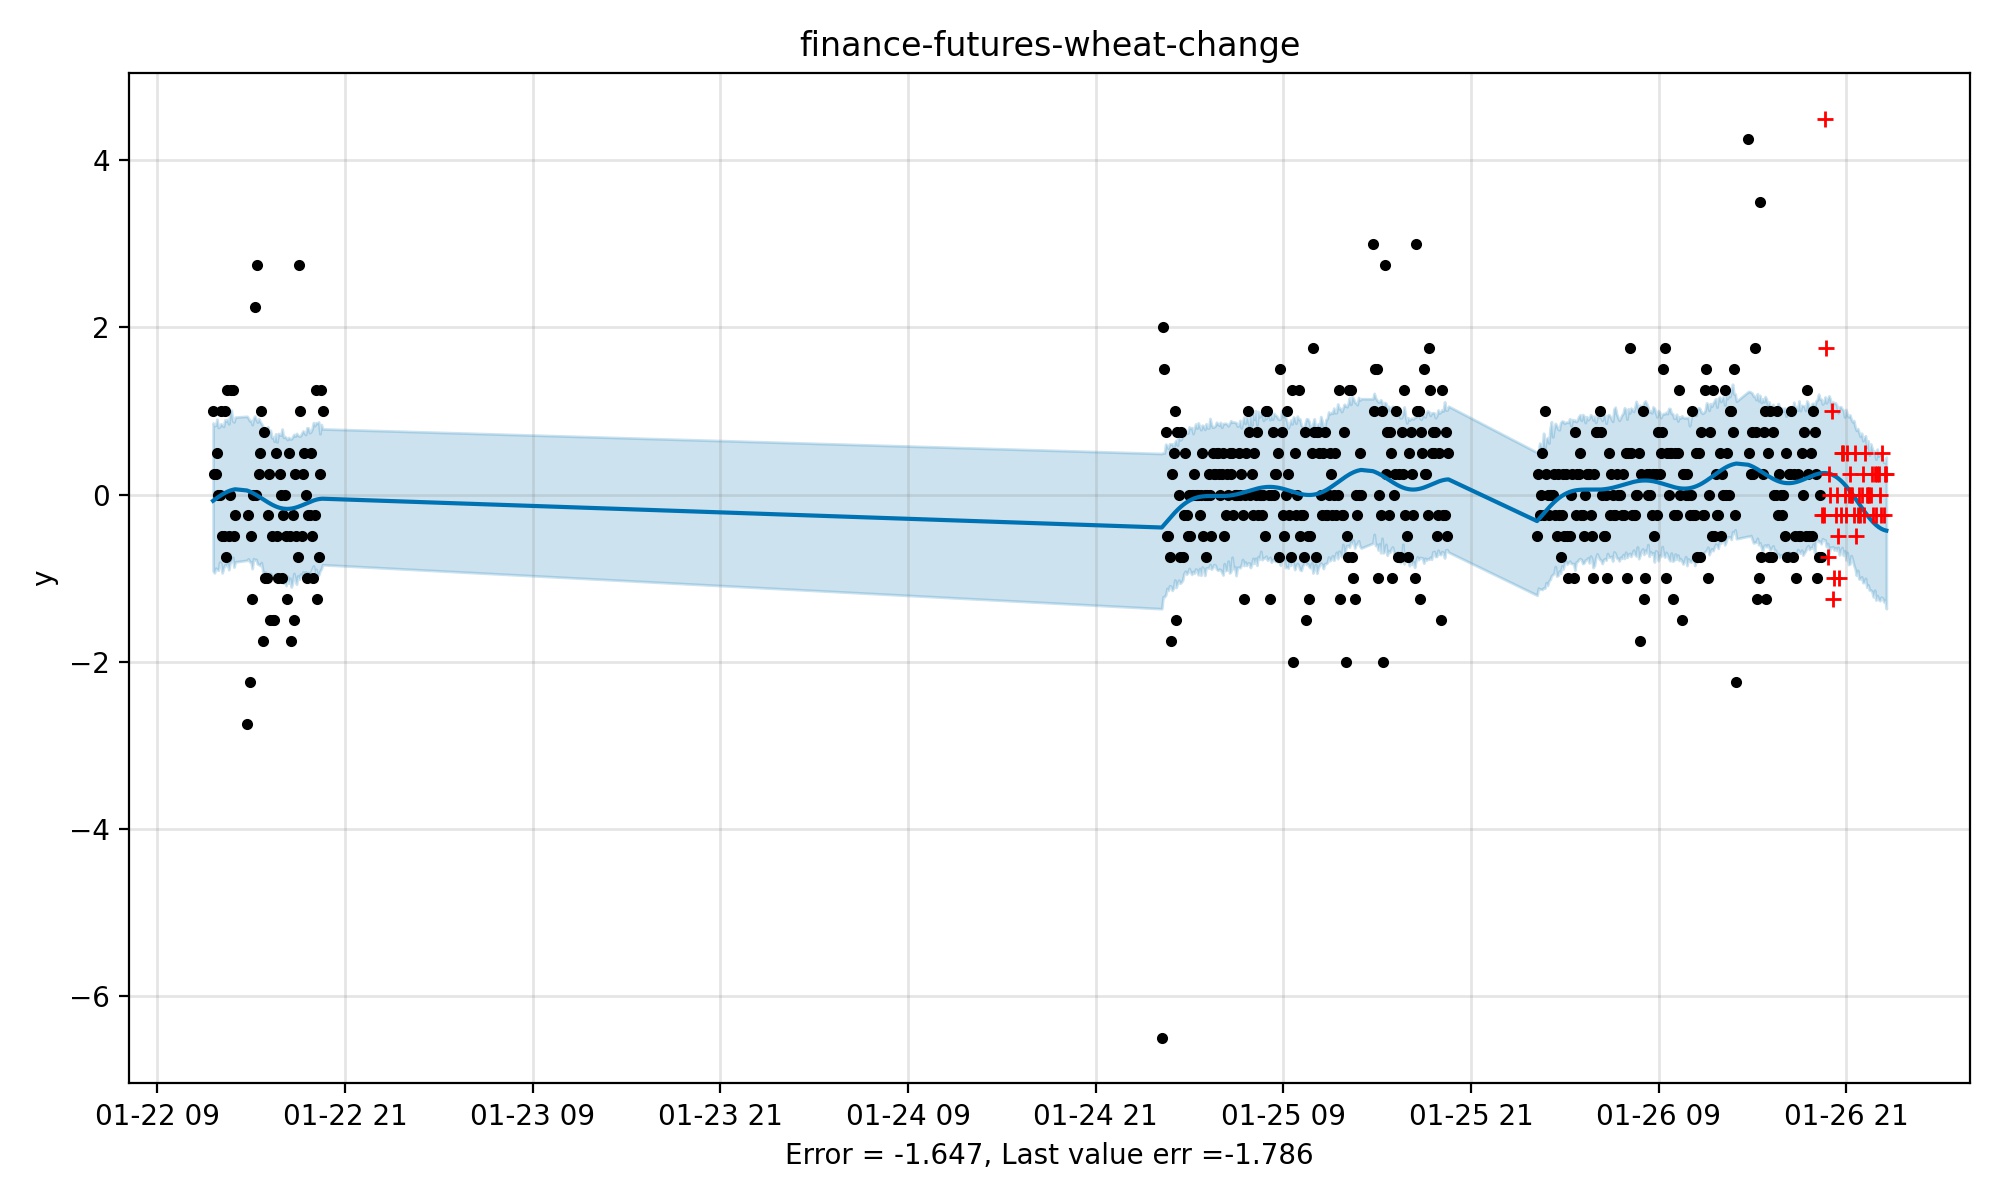 finance-futures-wheat-change
y
4
2
0
−2
−4
−6
01-22 09 01-22 21 01-23 09 01-23 21 01-24 09 01-24 21 01-25 09 01-25 21 01-26 09 01-26 21
Error = -1.647, Last value err =-1.786